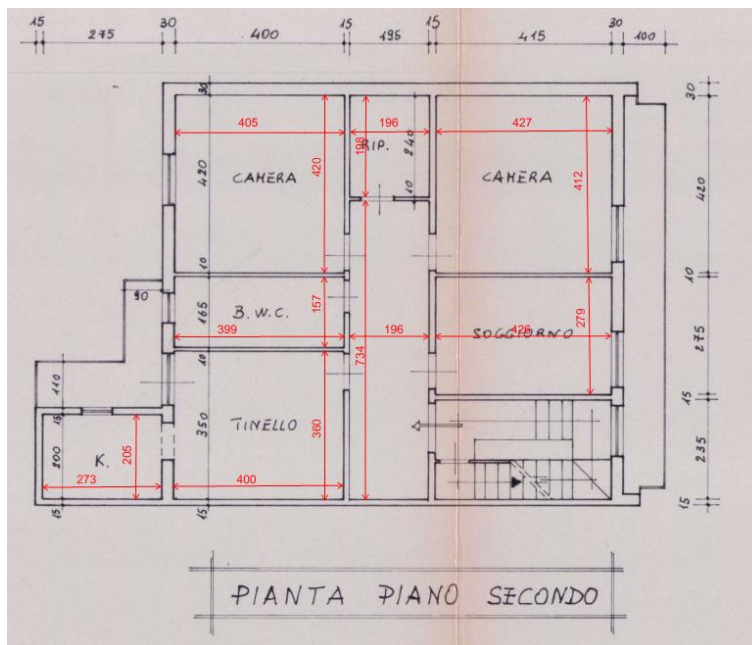 15 275 30 400 15 195 15 415 30 100
30 30
405 196 427
198 RIP. 240
420 CAMERA 420 CAMERA 412 420
10
10 10
90
165 B.W.C. 157 279 275
399 196 SOGGIORNO 426
734
10
110 15
350 TINELLO 360 235
15
200 K. 205
273 400
15 15 15
PIANTA PIANO SECONDO